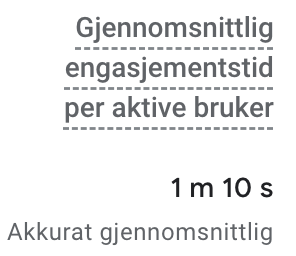 Gjennomsnittlig
engasjementstid
per aktive bruker
1 m 10 s
Akkurat gjennomsnittlig